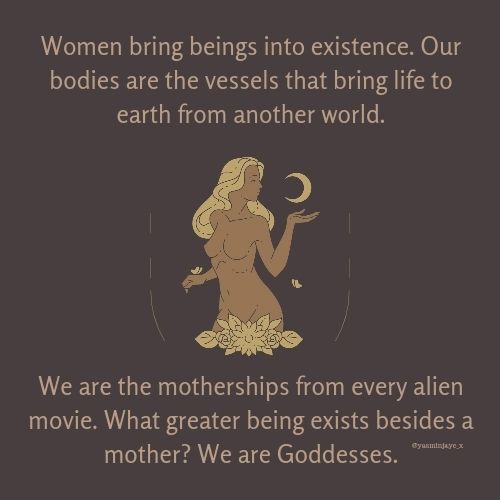 Women bring beings into existence. Our
bodies are the vessels that bring life to
earth from another world.
We are the motherships from every alien
movie. What greater being exists besides a
mother? We are Goddesses.
@yasminjaye_x